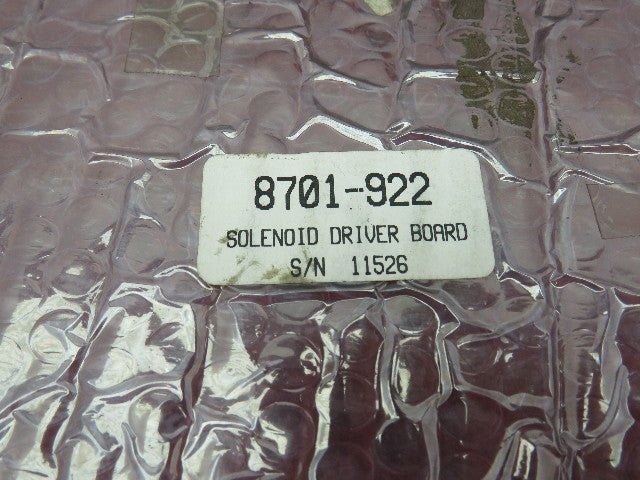 8701-922
SOLENOID DRIVER BOARD
S/N 11526